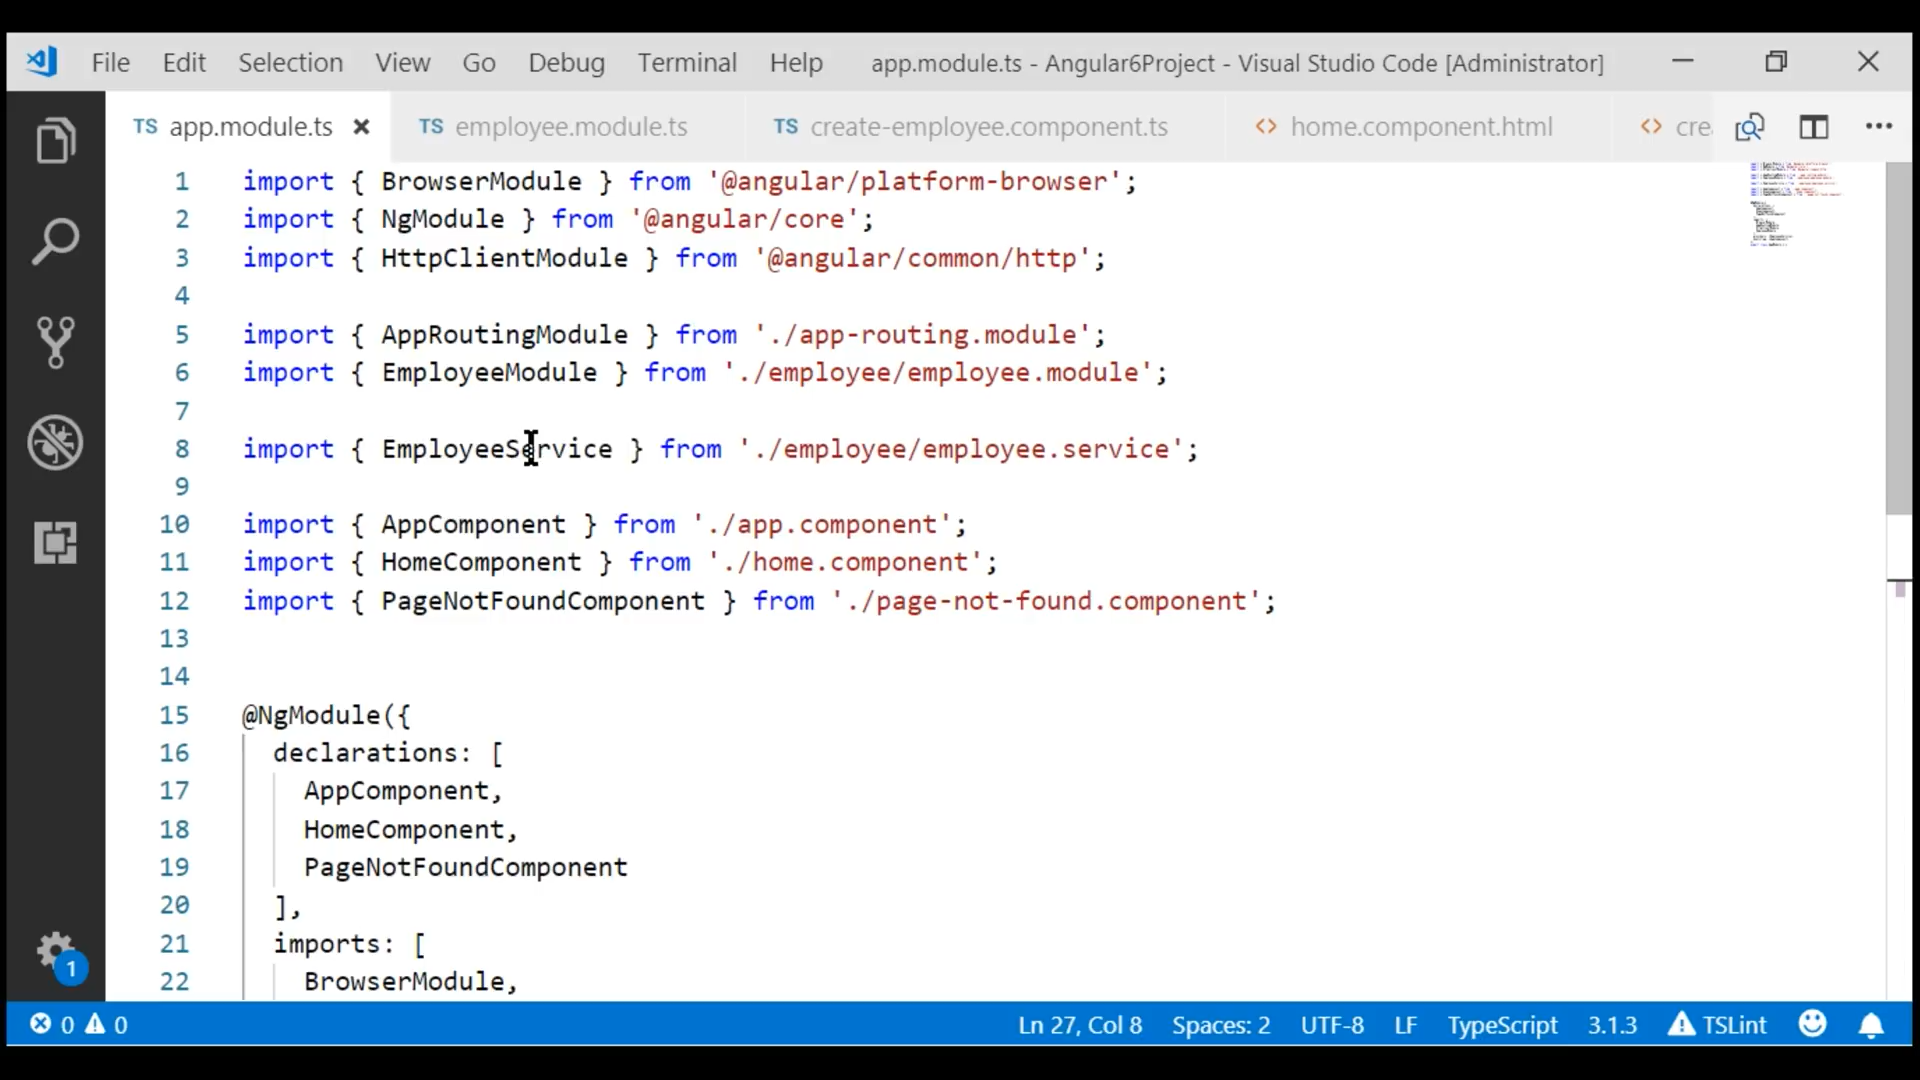 File Edit Selection View Go Debug Terminal Help app.module.ts - Angular6Project - Visual Studio Code [Administrator]
TS app.module.ts TS employee.module.ts TS create-employee.component.ts <> home.component.html <> cre
1 import { BrowserModule } from '@angular/platform-browser';
2 import { NgModule } from '@angular/core';
3 import { HttpClientModule } from '@angular/common/http';
4
5 import { AppRoutingModule } from './app-routing.module';
6 import { EmployeeModule } from './employee/employee.module';
7
8 import { EmployeeService } from './employee/employee.service';
9
10 import { AppComponent } from './app.component';
11 import { HomeComponent } from './home.component';
12 import { PageNotFoundComponent } from './page-not-found.component';
13
14
15 @NgModule({
16 declarations: [
17 AppComponent,
18 HomeComponent,
19 PageNotFoundComponent
20 ],
21 imports: [
22 BrowserModule,
1
0 0 Ln 27, Col 8 Spaces: 2 UTF-8 LF TypeScript 3.1.3 TSLint